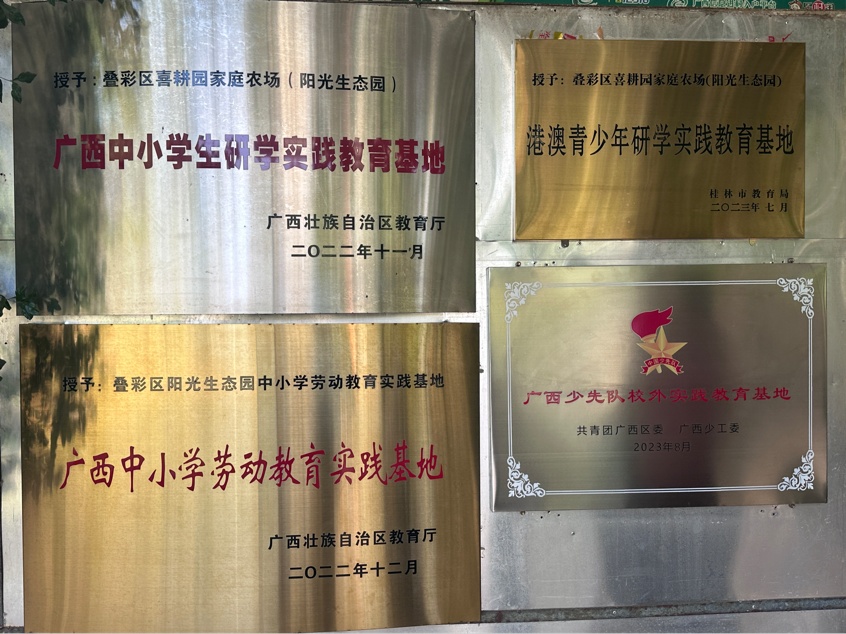 授予：叠彩区喜耕园家庭农场（阳光生态园）
广西中小学生研学实践教育基地
广西壮族自治区教育厅
二〇二二年十一月
授予：叠彩区喜耕园家庭农场(阳光生态园)
港澳青少年研学实践教育基地
桂林市教育局
二〇二三年七月
授予：叠彩区阳光生态园中小学劳动教育实践基地
广西中小学劳动教育实践基地
广西壮族自治区教育厅
二〇二二年十二月
广西少先队校外实践教育基地
共青团广西区委 广西少工委
2023年8月